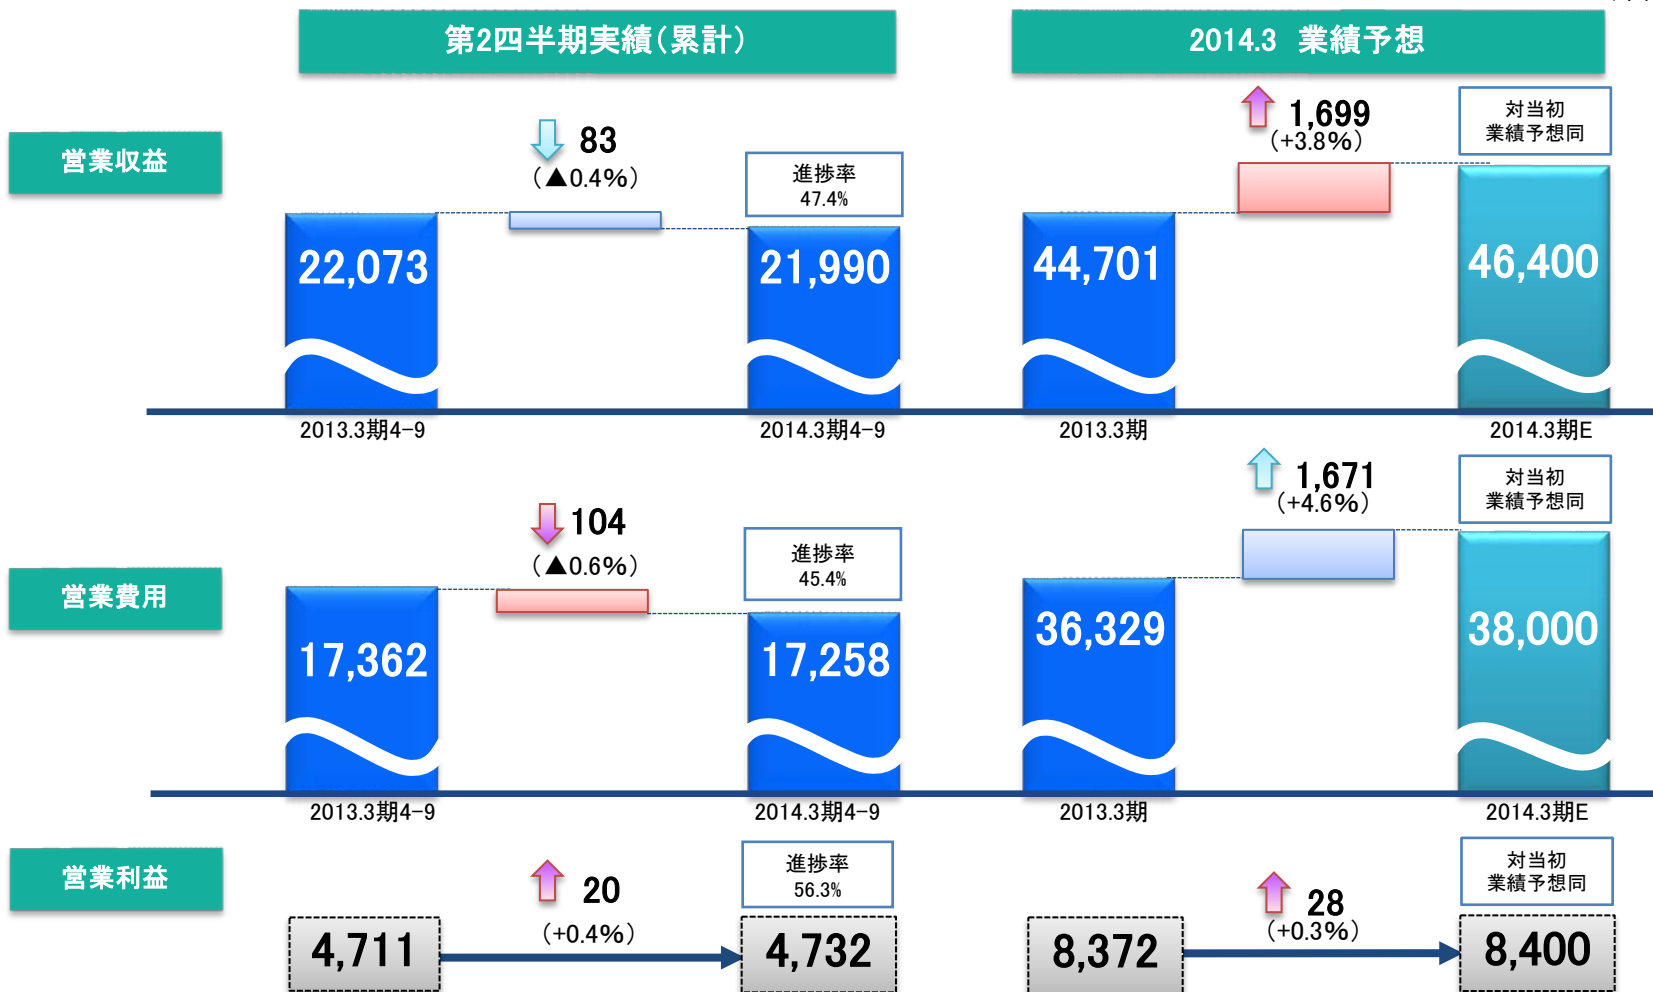 第2四半期実績(累計)
2014.3 業績予想
営業収益
83
(▲0.4%)
進捗率
47.4%
1,699
(+3.8%)
対当初
業績予想同
22,073
21,990
44,701
46,400
2013.3期4-9
2014.3期4-9
2013.3期
2014.3期E
営業費用
104
(▲0.6%)
進捗率
45.4%
1,671
(+4.6%)
対当初
業績予想同
17,362
17,258
36,329
38,000
2013.3期4-9
2014.3期4-9
2013.3期
2014.3期E
営業利益
20
(+0.4%)
進捗率
56.3%
28
(+0.3%)
対当初
業績予想同
4,711
4,732
8,372
8,400